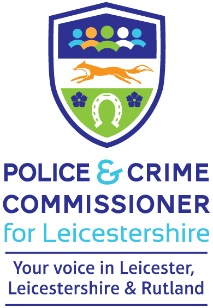 POLICE & CRIME
COMMISSIONER
for Leicestershire
Your voice in Leicester,
Leicestershire & Rutland